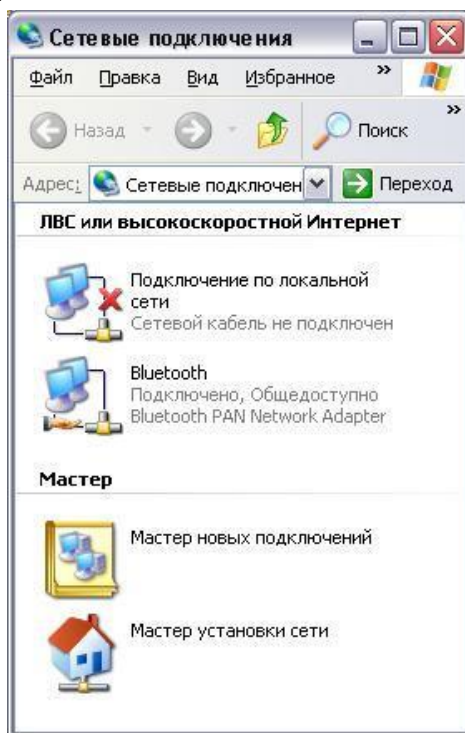 Сетевые подключения
Файл Правка Вид Избранное »
Назад Поиск »
Адрес: Сетевые подключен Переход
ЛВС или высокоскоростной Интернет
Подключение по локальной
сети
Сетевой кабель не подключен
Bluetooth
Подключено, Общедоступно
Bluetooth PAN Network Adapter
Мастер
Мастер новых подключений
Мастер установки сети